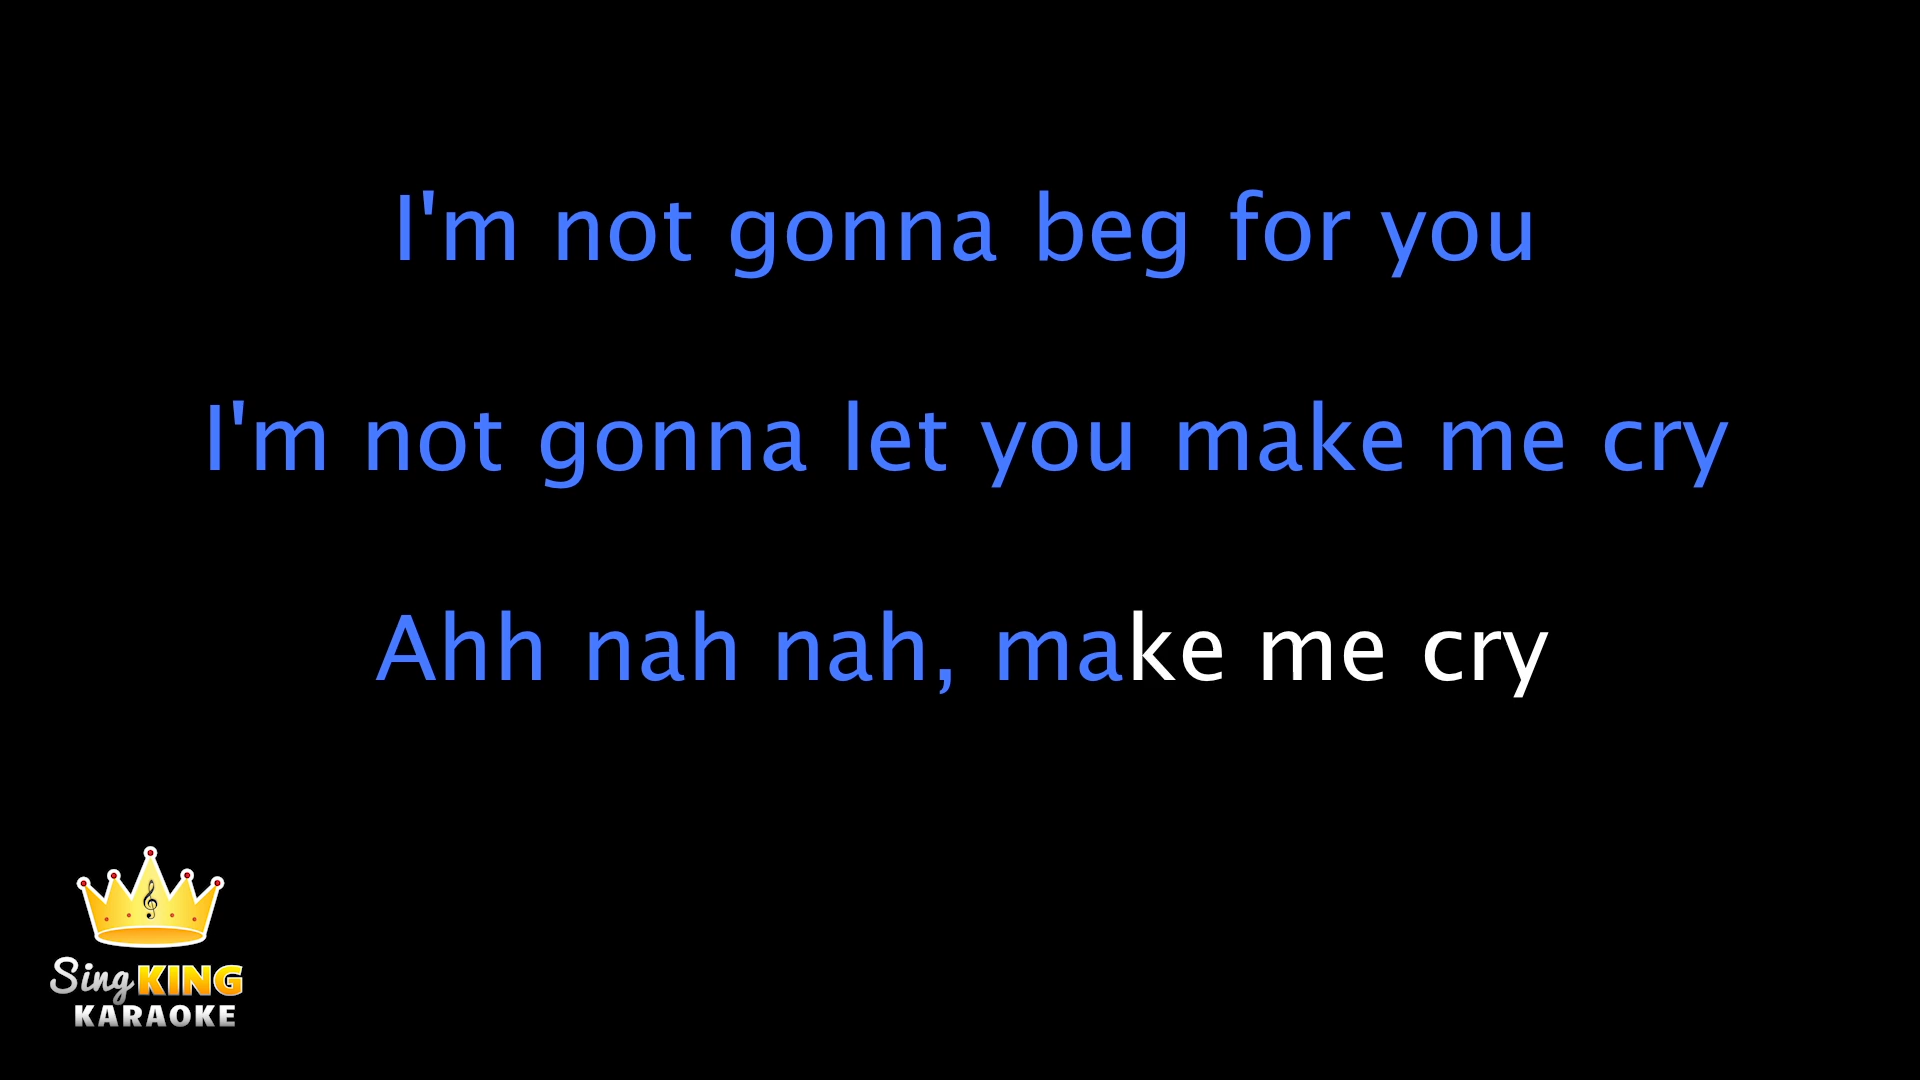 I'm not gonna beg for you
I'm not gonna let you make me cry
Ahh nah nah, make me cry
Sing KING
KARAOKE